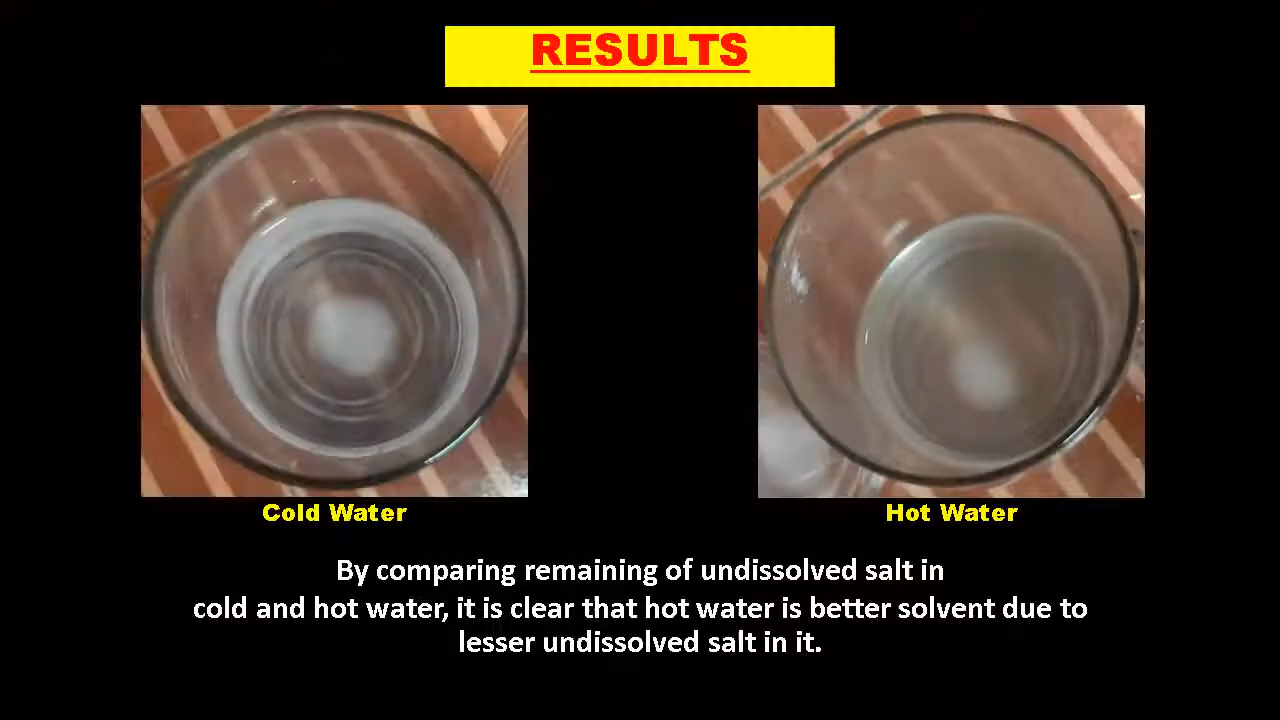 RESULTS
Cold Water
Hot Water
By comparing remaining of undissolved salt in
cold and hot water, it is clear that hot water is better solvent due to
lesser undissolved salt in it.